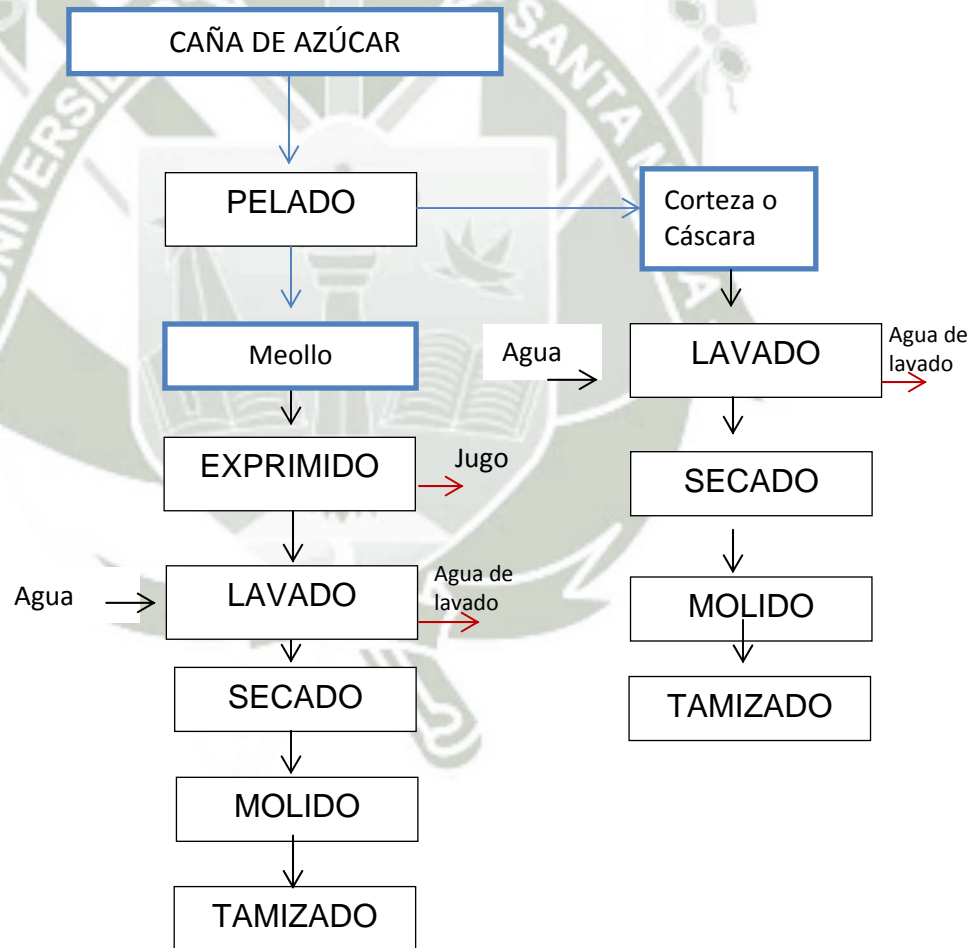 CAÑA DE AZÚCAR
PELADO
Corteza o
Cáscara
Meollo
Agua
LAVADO
Agua de
lavado
EXPRIMIDO
Jugo
SECADO
Agua
LAVADO
Agua de
lavado
MOLIDO
SECADO
TAMIZADO
MOLIDO
TAMIZADO